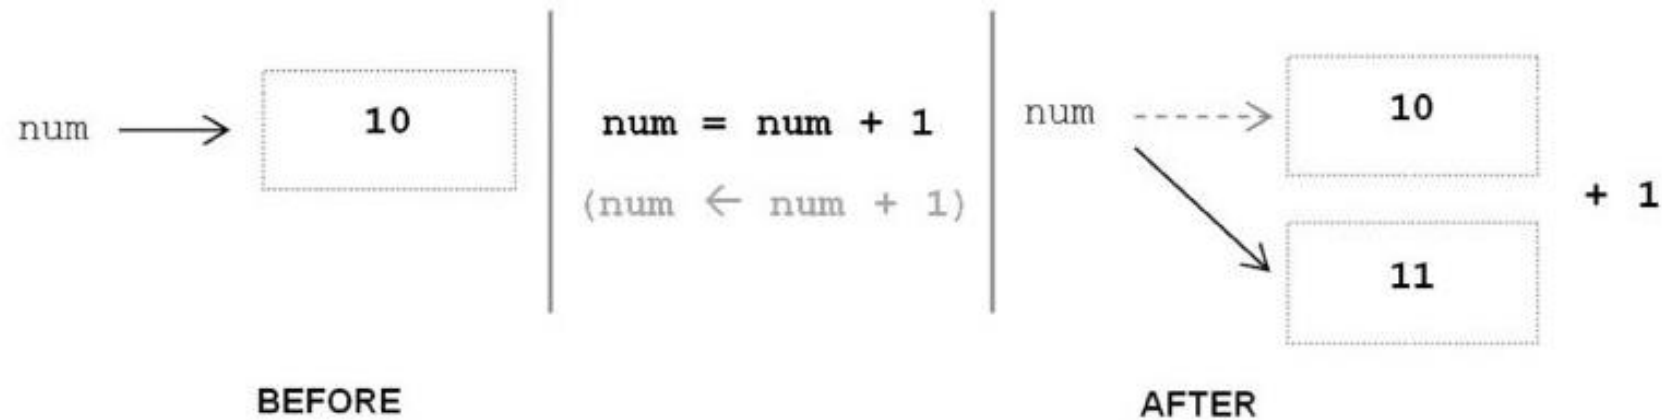 num
10
num = num + 1
(num ← num + 1)
num
10
+ 1
11
BEFORE
AFTER